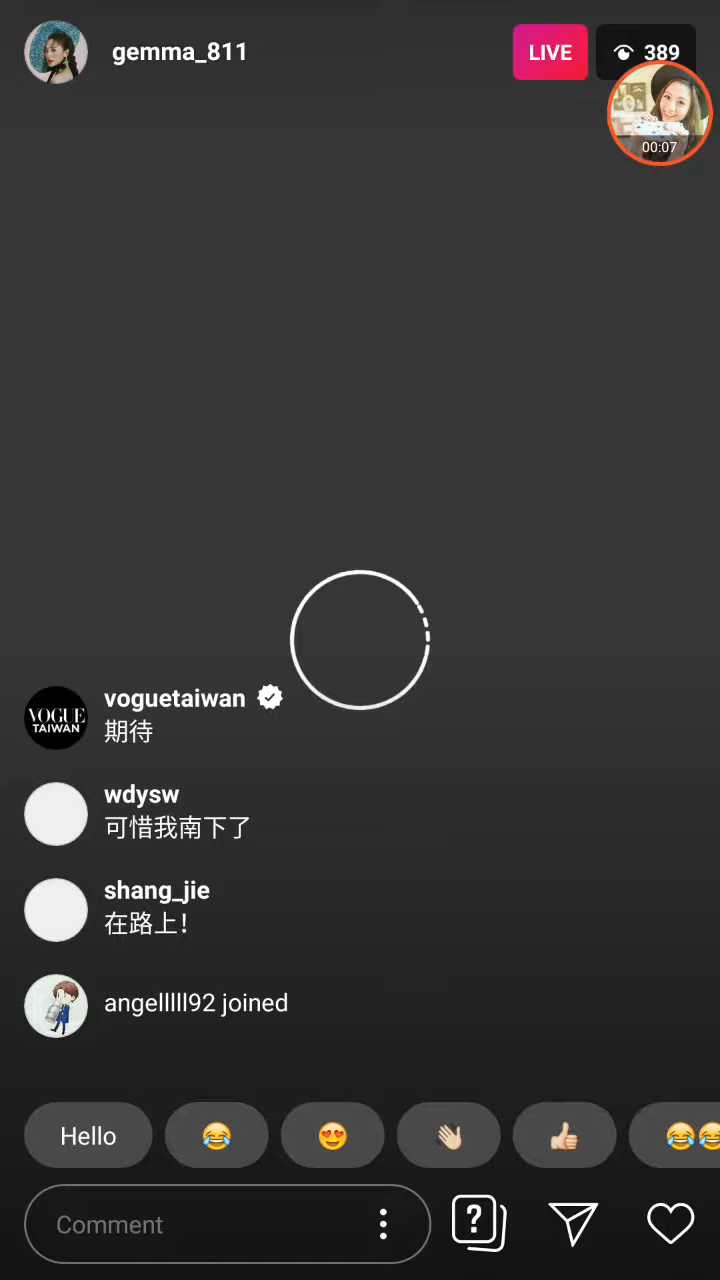 gemma_811
LIVE
389
00:07
voguetaiwan
VOGUE
TAIWAN
期待
wdysw
可惜我南下了
shang_jie
在路上!
angelllll92 joined
Hello
Comment
?